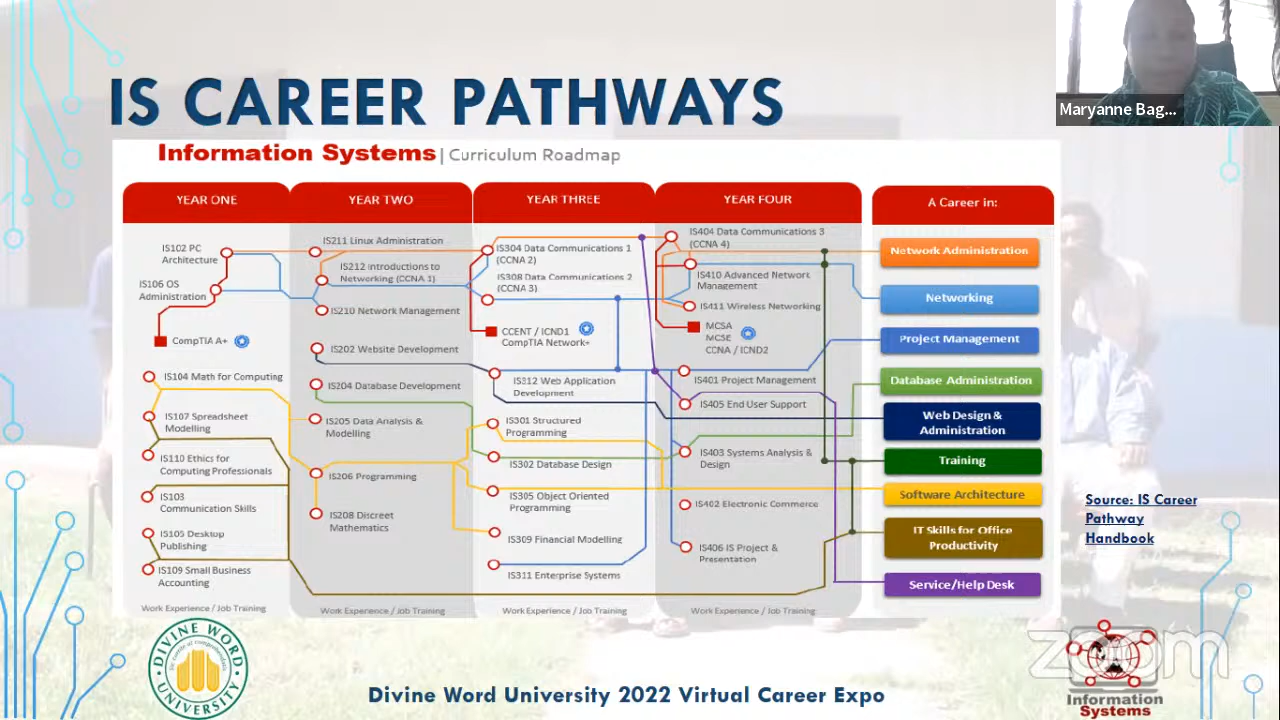 Maryanne Bag...
IS CAREER PATHWAYS
Information Systems | Curriculum Roadmap
YEAR ONE
YEAR TWO
YEAR THREE
YEAR FOUR
A Career in:
IS102 PC
Architecture
IS106 OS
Administration
CompTIA A+
IS104 Math for Computing
IS107 Spreadsheet
Modelling
IS110 Ethics for
Computing Professionals
IS103
Communication Skills
IS105 Desktop
Publishing
IS109 Small Business
Accounting
Work Experience / Job Training
IS211 Linux Administration
IS212 Introductions to
Networking (CCNA 1)
IS210 Network Management
IS202 Website Development
IS204 Database Development
IS205 Data Analysis &
Modelling
IS206 Programming
IS208 Discreet
Mathematics
Work Experience / Job Training
IS304 Data Communications 1
(CCNA 2)
IS308 Data Communications 2
(CCNA 3)
CCENT / ICND1
CompTIA Network+
IS312 Web Application
Development
IS301 Structured
Programming
IS302 Database Design
IS305 Object Oriented
Programming
IS309 Financial Modelling
IS311 Enterprise Systems
Work Experience / Job Training
IS404 Data Communications 3
(CCNA 4)
IS410 Advanced Network
Management
IS411 Wireless Networking
MCSA
MCSE
CCNA / ICND2
IS401 Project Management
IS405 End User Support
IS403 Systems Analysis &
Design
IS402 Electronic Commerce
IS406 IS Project &
Presentation
Work Experience / Job Training
Network Administration
Networking
Project Management
Database Administration
Web Design &
Administration
Training
Software Architecture
IT Skills for Office
Productivity
Service/Help Desk
Source: IS Career
Pathway
Handbook
DIVINE WORD
UNIVERSITY
Divine Word University 2022 Virtual Career Expo
zoom
Information
Systems